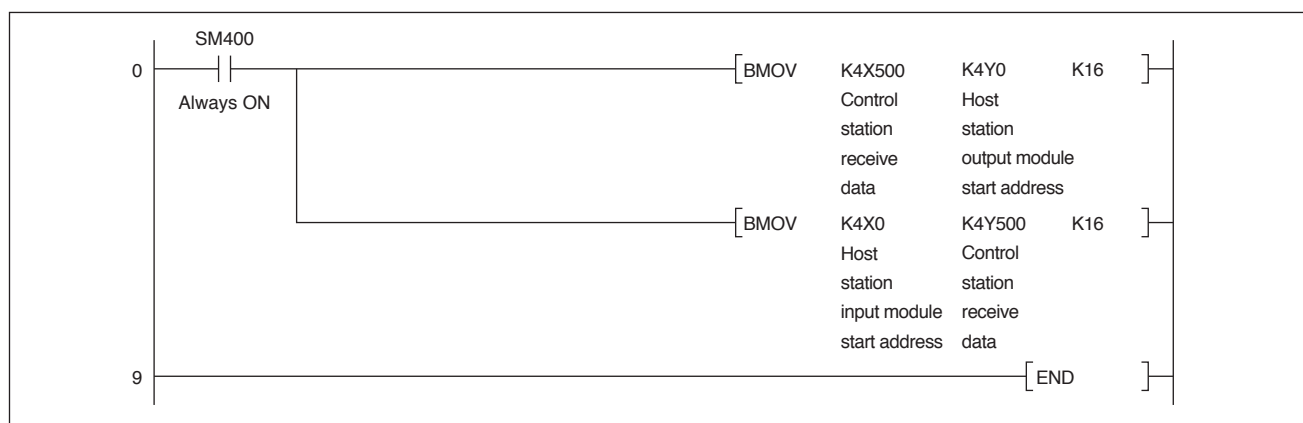 SM400
0 BMOV K4X500 K4Y0 K16
Always ON Control Host
station station
receive output module
data start address
BMOV K4X0 K4Y500 K16
Host Control
station station
input module receive
start address data
9 END